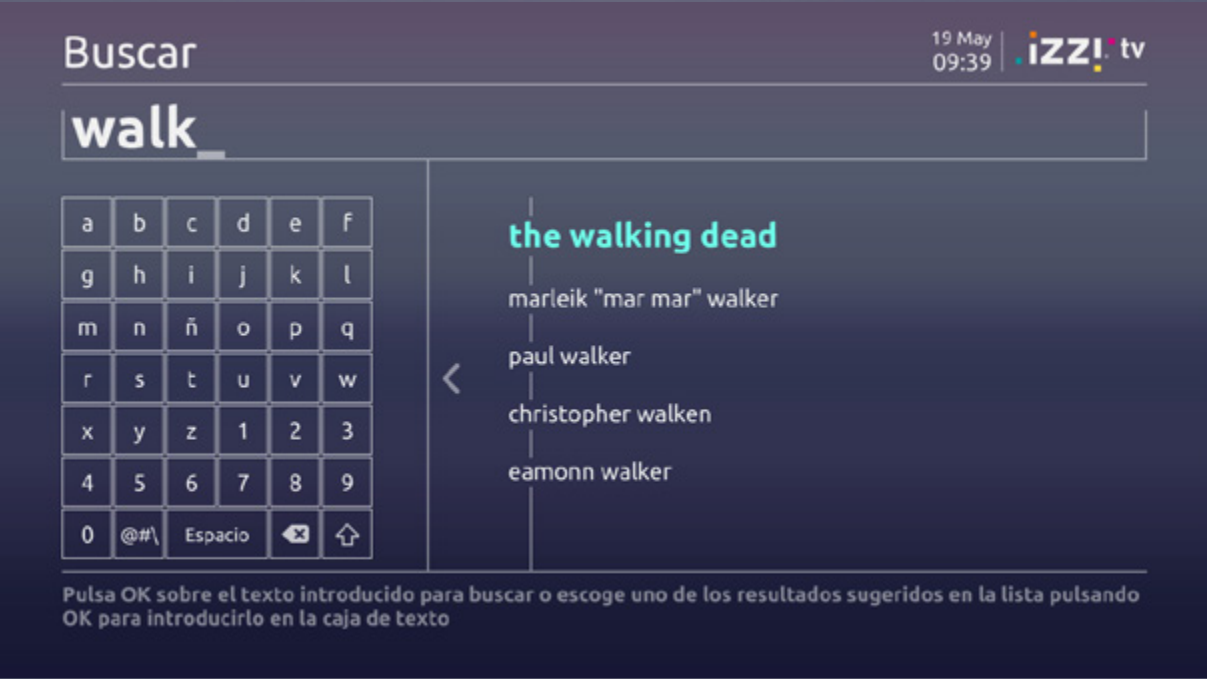 Buscar
19 May
09:39
izzi tv
walk_
a b c d e f
g h i j k l
m n ñ o p q
r s t u v w
x y z 1 2 3
4 5 6 7 8 9
0 @#\ Espacio
the walking dead
marleik "mar mar" walker
paul walker
christopher walken
eamonn walker
Pulsa OK sobre el texto introducido para buscar o escoge uno de los resultados sugeridos en la lista pulsando
OK para introducirlo en la caja de texto